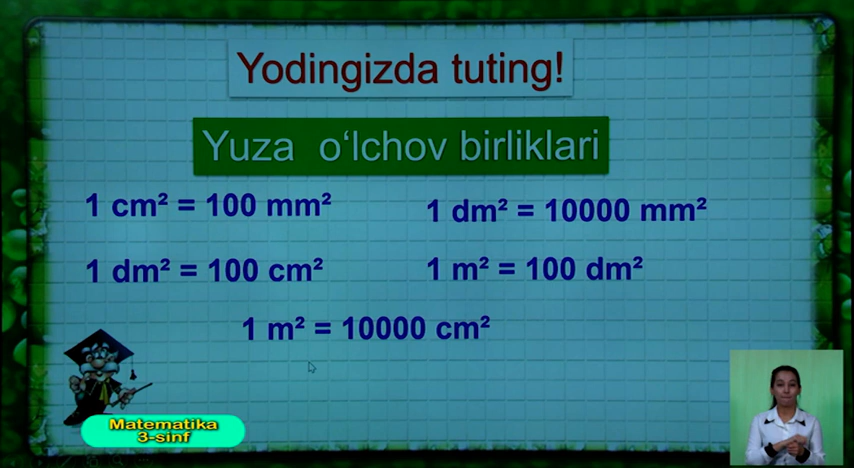 Yodingizda tuting!
Yuza o‘lchov birliklari
1 cm² = 100 mm²
1 dm² = 10000 mm²
1 dm² = 100 cm²
1 m² = 100 dm²
1 m² = 10000 cm²
Matematika
3-sinf